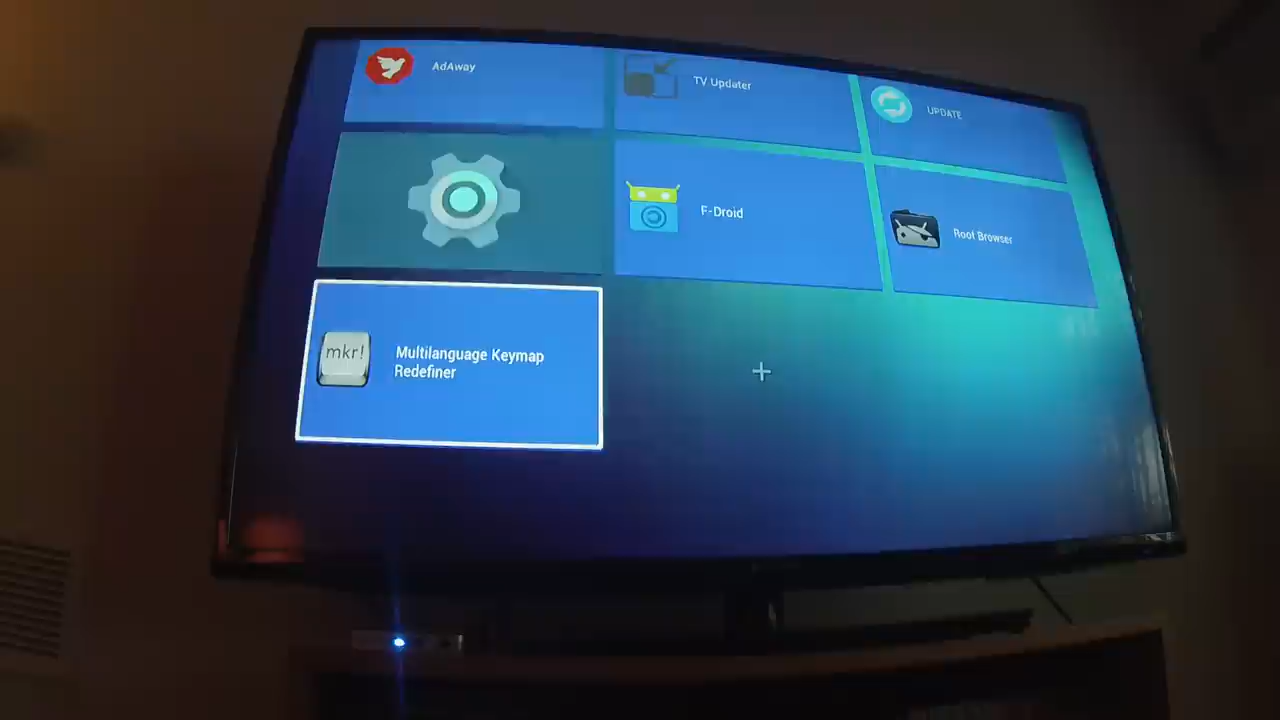 AdAway
TV Updater
UPDATE
F-Droid
Root Browser
mkr!
Multilanguage Keymap
Redefiner